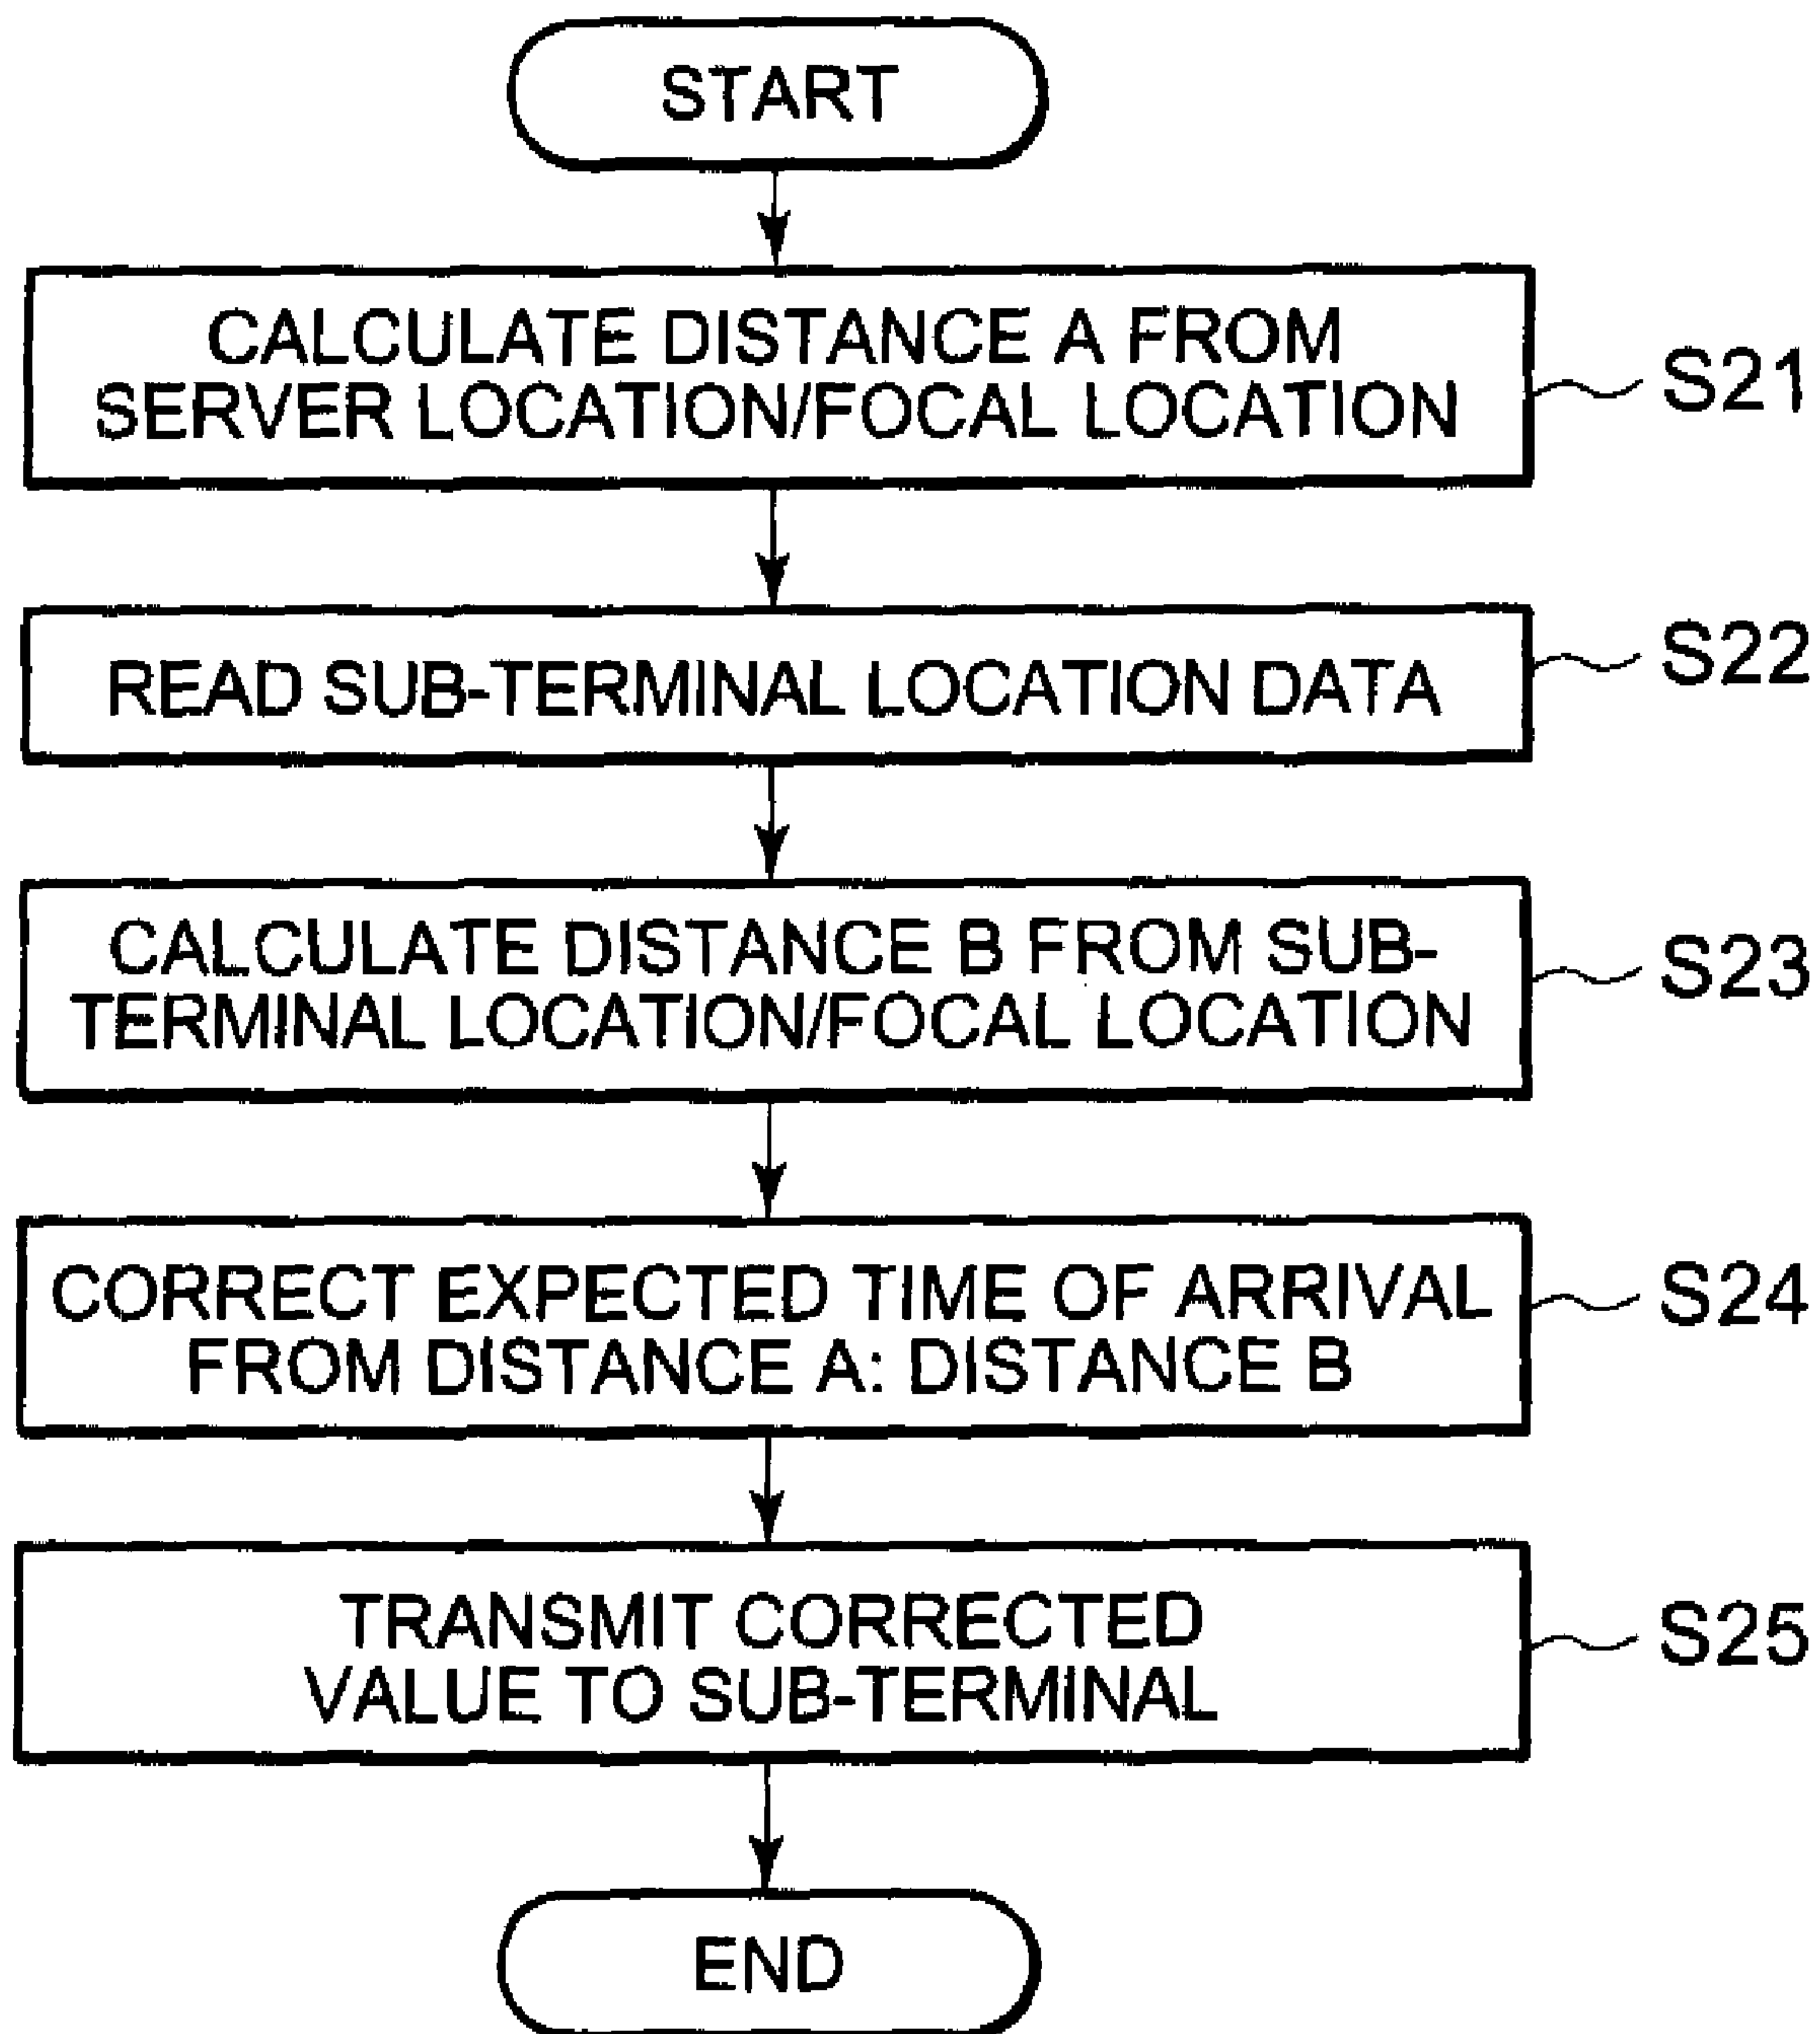 START
CALCULATE DISTANCE A FROM
SERVER LOCATION/FOCAL LOCATION
S21
READ SUB-TERMINAL LOCATION DATA
S22
CALCULATE DISTANCE B FROM SUB-
TERMINAL LOCATION/FOCAL LOCATION
S23
CORRECT EXPECTED TIME OF ARRIVAL
FROM DISTANCE A: DISTANCE B
S24
TRANSMIT CORRECTED
VALUE TO SUB-TERMINAL
S25
END